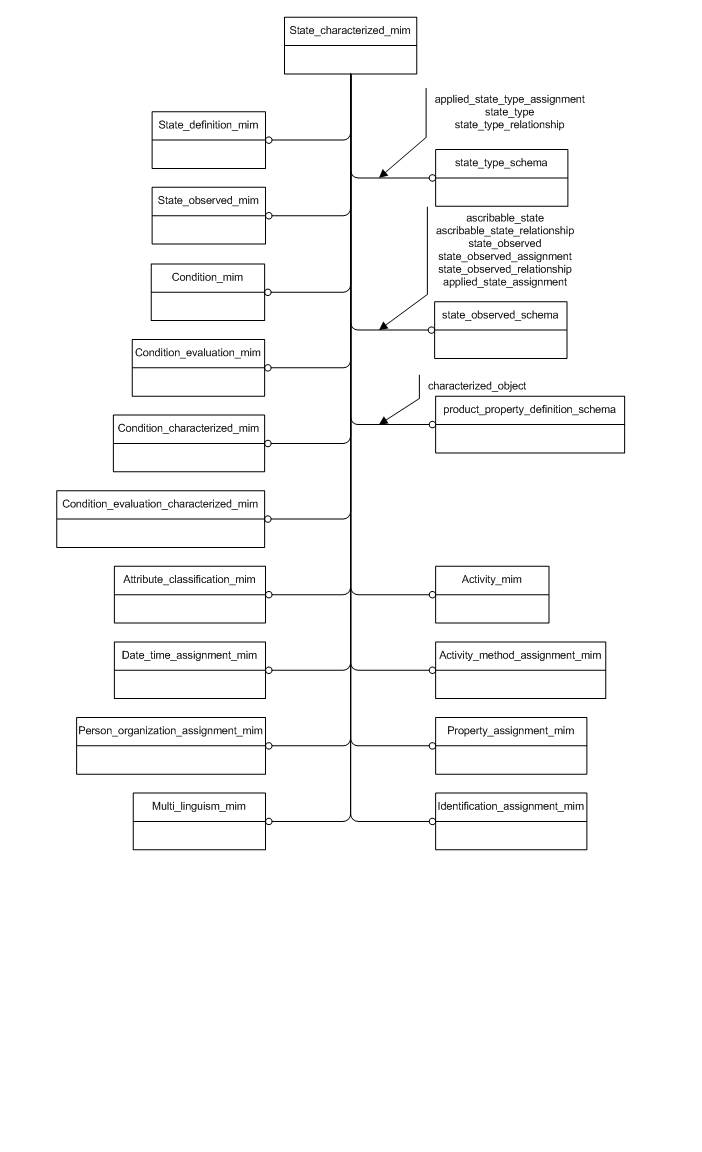 State_characterized_mim
applied_state_type_assignment
state_type
state_type_relationship
State_definition_mim
state_type_schema
State_observed_mim
ascribable_state
ascribable_state_relationship
state_observed
state_observed_assignment
state_observed_relationship
applied_state_assignment
Condition_mim
state_observed_schema
Condition_evaluation_mim
characterized_object
product_property_definition_schema
Condition_characterized_mim
Condition_evaluation_characterized_mim
Attribute_classification_mim
Activity_mim
Date_time_assignment_mim
Activity_method_assignment_mim
Person_organization_assignment_mim
Property_assignment_mim
Multi_linguism_mim
Identification_assignment_mim